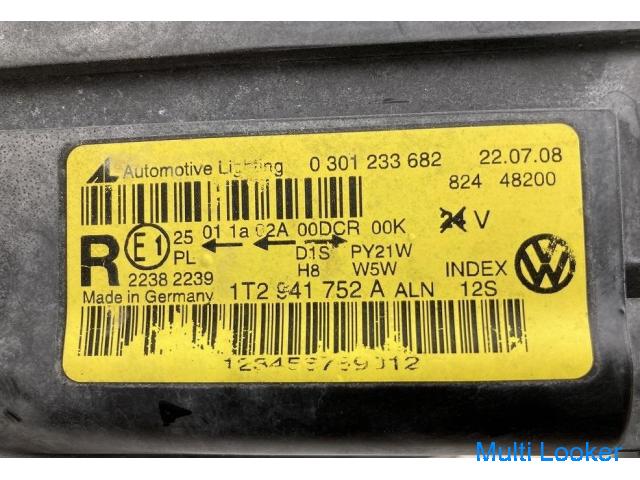 AL Automotive Lighting 0 301 233 682 22.07.08
824 48200
R E1 25 01 1a 02A 00DCR 00K 24 V
PL D1S PY21W
H8 W5W INDEX VW
2238 2239
Made in Germany 1T2 941 752 A ALN 12S
123456789012
Multi Looker